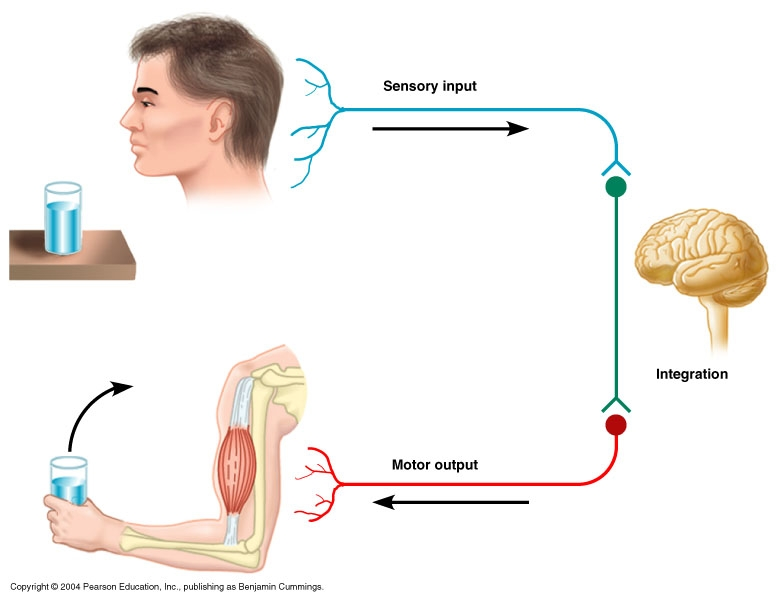 Sensory input
Integration
Motor output
Copyright © 2004 Pearson Education, Inc., publishing as Benjamin Cummings.